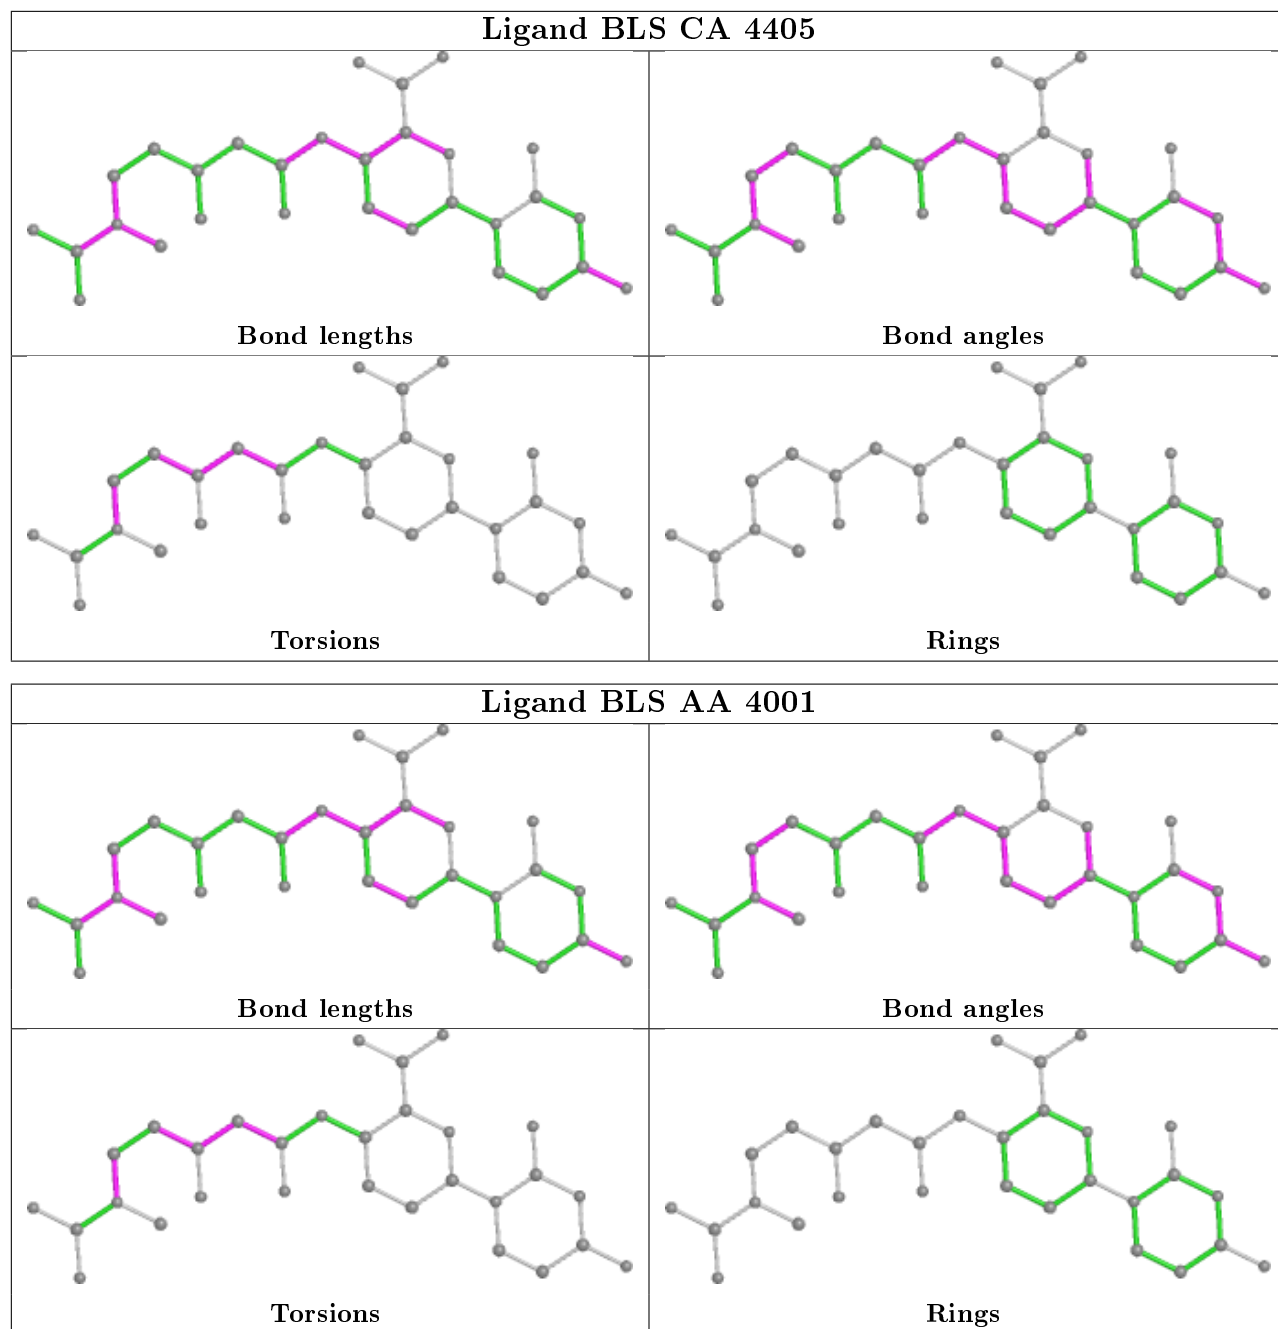 Ligand BLS CA 4405
Bond lengths
Bond angles
Torsions
Rings
Ligand BLS AA 4001
Bond lengths
Bond angles
Torsions
Rings